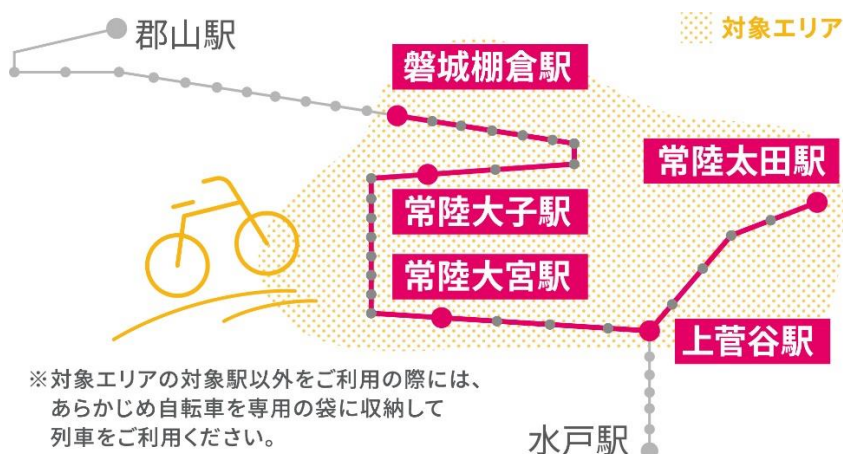 郡山駅
対象エリア
磐城棚倉駅
常陸太田駅
常陸大子駅
常陸大宮駅
上菅谷駅
※対象エリアの対象駅以外をご利用の際には、
あらかじめ自転車を専用の袋に収納して
列車をご利用ください。
水戸駅